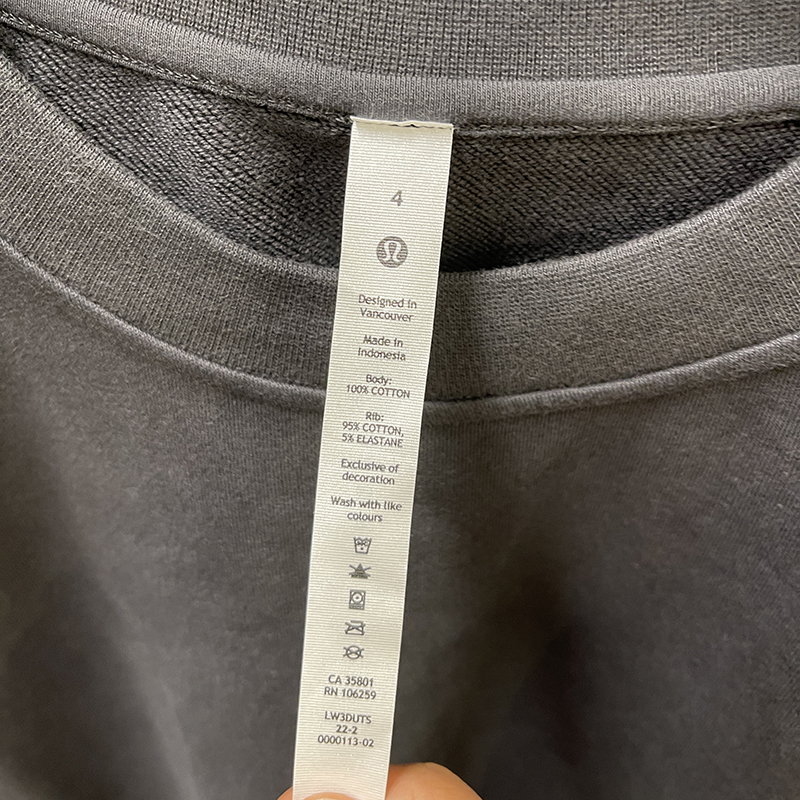 4
Designed in
Vancouver
Made in
Indonesia
Body:
100% COTTON
Rib:
95% COTTON,
5% ELASTANE
Exclusive of
decoration
Wash with like
colours
CA 35801
RN 106259
LW3DUTS
22-2
0000113-02